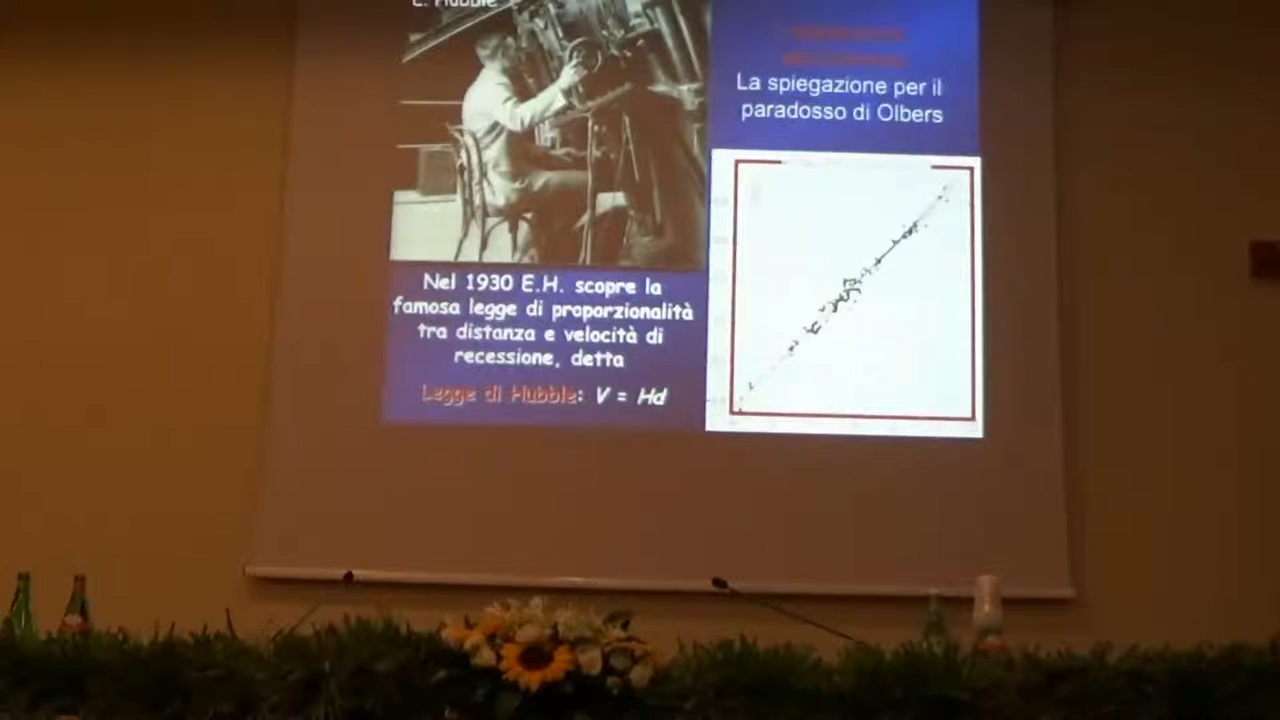 E. Hubble
La spiegazione per il
paradosso di Olbers
Nel 1930 E.H. scopre la
famosa legge di proporzionalità
tra distanza e velocità di
recessione, detta
Legge di Hubble: V = Hd